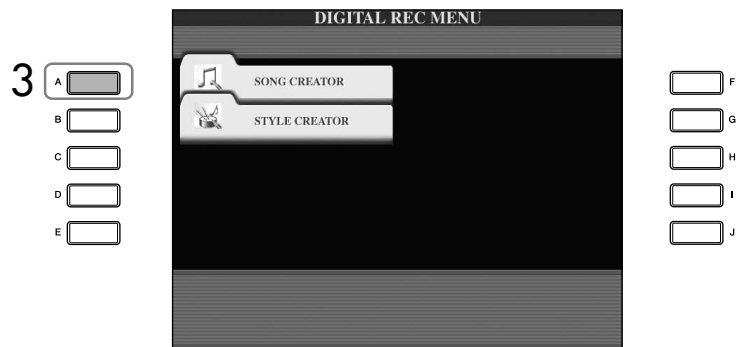 DIGITAL REC MENU
3
A
SONG CREATOR
F
B
STYLE CREATOR
G
C
H
D
I
E
J